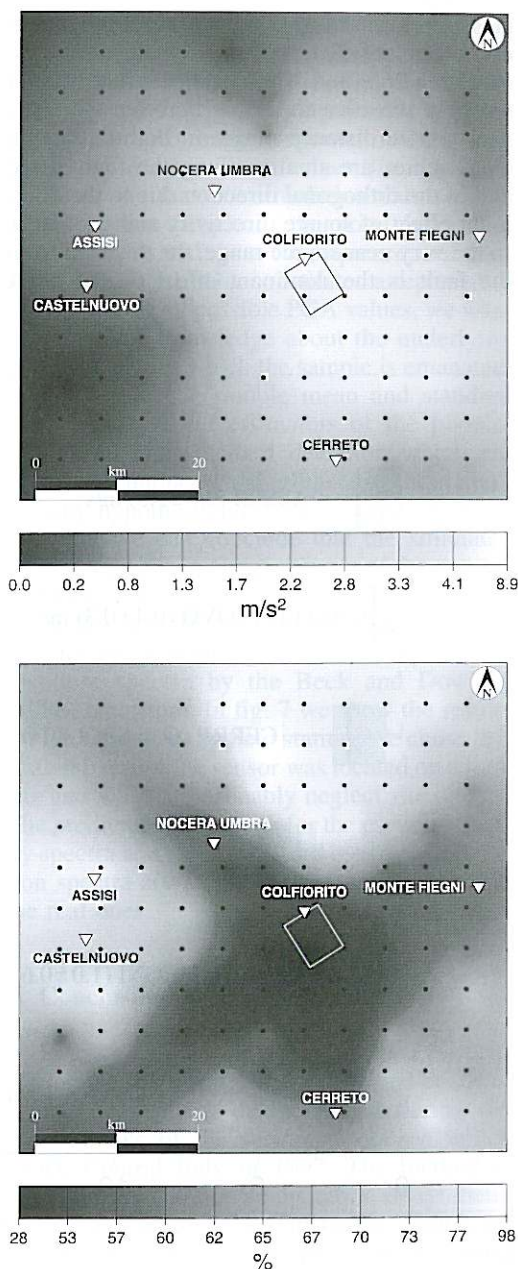 N
NOCERA UMBRA
ASSISI
COLFIORITO
MONTE FIEGNI
CASTELNUOVO
CERRETO
0 20
km
0.0 0.2 0.8 1.3 1.7 2.2 2.8 3.3 4.1 8.9
m/s²
N
NOCERA UMBRA
ASSISI
MONTE FIEGNI
COLFIORITO
CASTELNUOVO
CERRETO
0 20
km
28 53 57 60 62 65 67 70 73 77 98
%